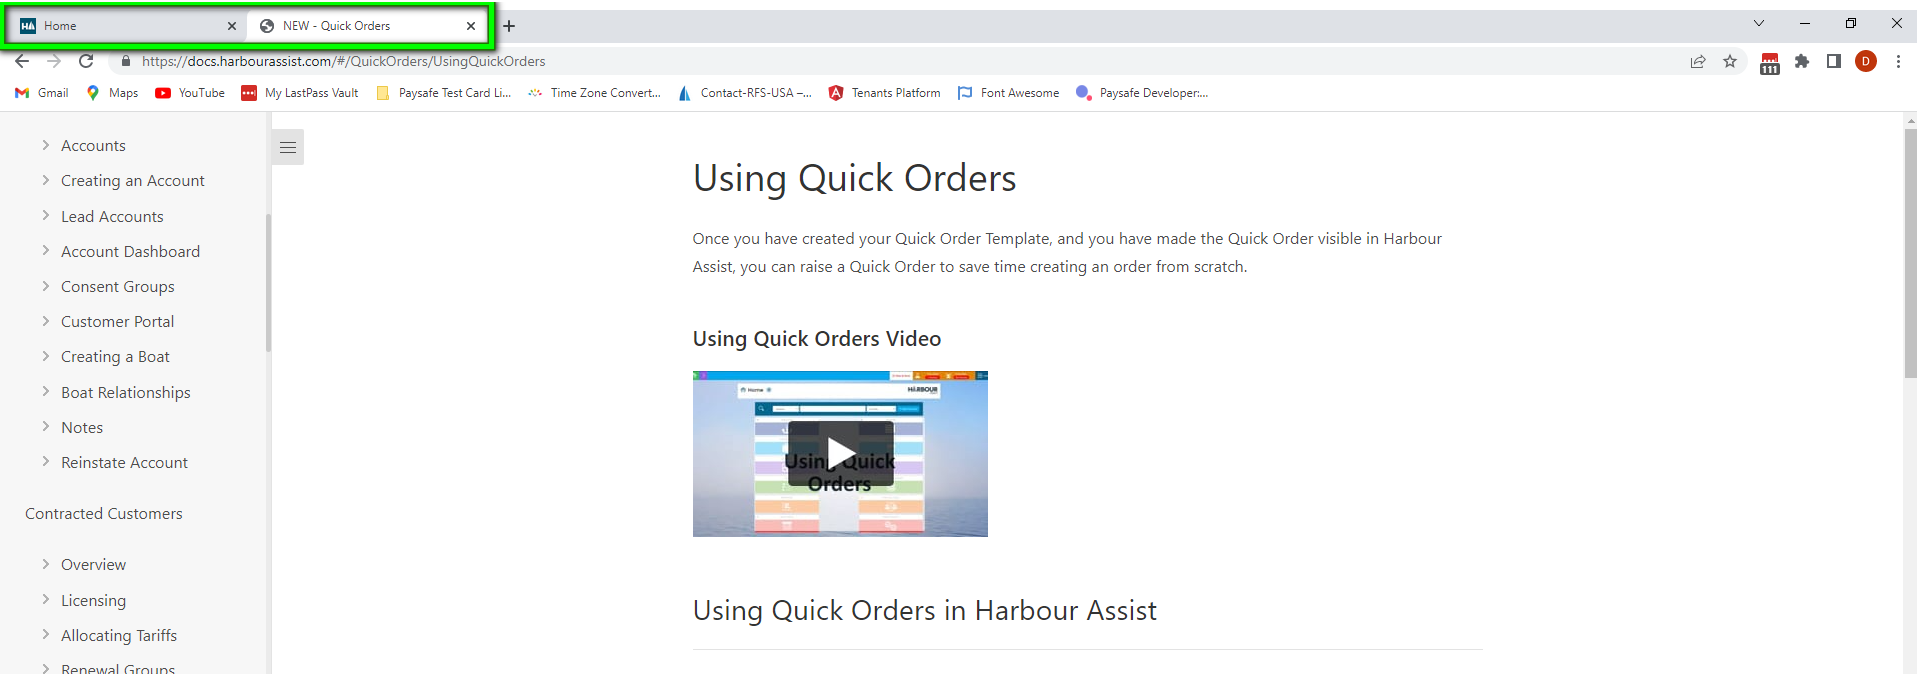 HA Home
NEW - Quick Orders
https://docs.harbourassist.com/#/QuickOrders/UsingQuickOrders
111
D
Gmail
Maps
YouTube
My LastPass Vault
Paysafe Test Card Li...
Time Zone Convert...
Contact-RFS-USA –...
Tenants Platform
Font Awesome
Paysafe Developer:...
Accounts
Creating an Account
Lead Accounts
Account Dashboard
Consent Groups
Customer Portal
Creating a Boat
Boat Relationships
Notes
Reinstate Account
Contracted Customers
Overview
Licensing
Allocating Tariffs
Renewal Groups
Using Quick Orders
Once you have created your Quick Order Template, and you have made the Quick Order visible in Harbour
Assist, you can raise a Quick Order to save time creating an order from scratch.
Using Quick Orders Video
Home
HARBOUR
Using Quick
Orders
Using Quick Orders in Harbour Assist